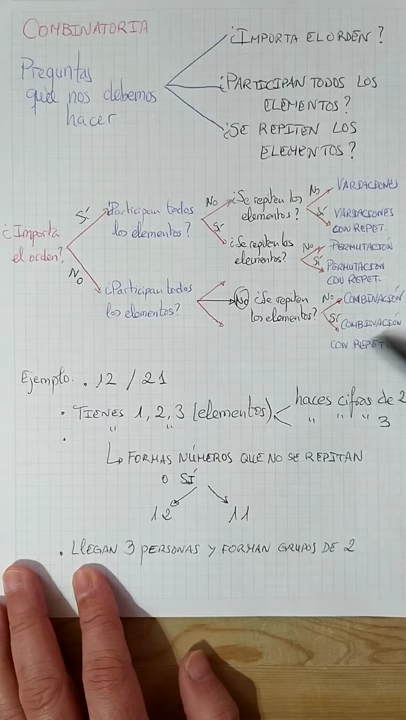 COMBINATORIA
Preguntas
que nos debemos
hacer
¿IMPORTA EL ORDEN?
¿PARTICIPAN TODOS LOS
ELEMENTOS?
¿SE REPITEN LOS
ELEMENTOS?
¿Importa
el orden?
SÍ
NO
¿Participan todos
los elementos?
NO
SÍ
¿Se repiten los
elementos?
NO
VARIACIONES
SÍ
VARIACIONES
CON REPET.
¿Se repiten los
elementos?
NO
PERMUTACIÓN
SÍ
PERMUTACIÓN
CON REPET.
¿Participan todos
los elementos?
NO
¿Se repiten
los elementos?
NO
COMBINACIÓN
SÍ
COMBINACIÓN
CON REPET.
Ejemplo: . 12 / 21
. TIENES 1, 2, 3 (elementos) haces cifras de 2
" " " " " 3
.
↳ FORMAS NÚMEROS QUE NO SE REPITAN
O SÍ
12 11
. LLEGAN 3 PERSONAS Y FORMAN GRUPOS DE 2